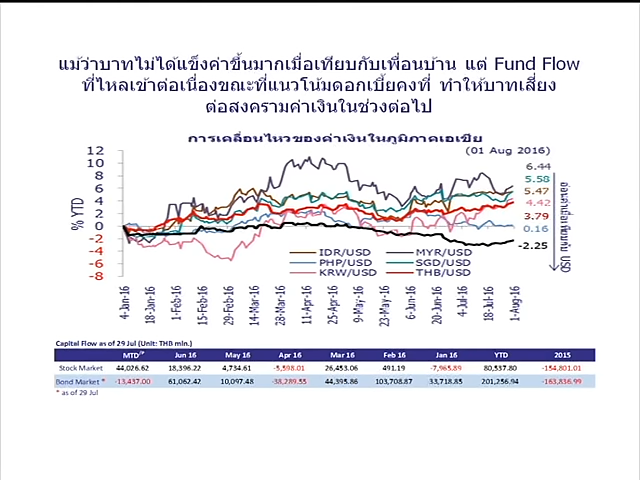 แม้ว่าบาทไม่ได้แข็งค่าขึ้นมากเมื่อเทียบกับเพื่อนบ้าน แต่ Fund Flow
ที่ไหลเข้าต่อเนื่องขณะที่แนวโน้มดอกเบี้ยคงที่ ทำให้บาทเสี่ยง
ต่อสงครามค่าเงินในช่วงต่อไป
การเคลื่อนไหวของค่าเงินในภูมิภาคเอเชีย
(01 Aug 2016)
% YTD
12
10
8
6
4
2
0
-2
-4
-6
-8
6.44
5.58
5.47
4.42
3.79
0.16
-2.25
IDR/USD MYR/USD
PHP/USD SGD/USD
KRW/USD THB/USD
4-Jan-16 18-Jan-16 1-Feb-16 15-Feb-16 29-Feb-16 14-Mar-16 28-Mar-16 11-Apr-16 25-Apr-16 9-May-16 23-May-16 6-Jun-16 20-Jun-16 4-Jul-16 18-Jul-16 1-Aug-16
Capital Flow as of 29 Jul (Unit: THB mln.)
MTD Jun 16 May 16 Apr 16 Mar 16 Feb 16 Jan 16 YTD 2015
Stock Market 44,026.62 18,396.22 4,734.61 -5,598.01 26,453.06 491.19 -7,965.89 80,537.80 -154,801.01
Bond Market * -13,437.00 61,062.42 10,097.48 -38,289.55 44,395.86 103,708.87 33,718.85 201,256.94 -163,836.99
* as of 29 Jul